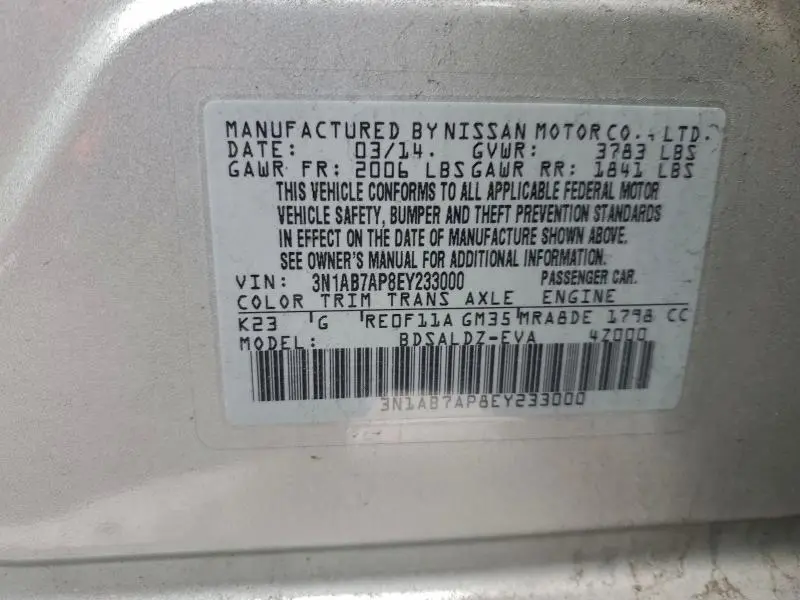 MANUFACTURED BY NISSAN MOTOR CO., LTD.
DATE: 03/14. GVWR: 3783 LBS
GAWR FR: 2006 LBS GAWR RR: 1841 LBS
THIS VEHICLE CONFORMS TO ALL APPLICABLE FEDERAL MOTOR
VEHICLE SAFETY, BUMPER AND THEFT PREVENTION STANDARDS
IN EFFECT ON THE DATE OF MANUFACTURE SHOWN ABOVE.
SEE OWNER'S MANUAL FOR ADDITIONAL INFORMATION.
VIN: 3N1AB7AP8EY233000 PASSENGER CAR.
COLOR TRIM TRANS AXLE ENGINE
K23 G RE0F11A GM35 MRA8DE 1798 CC
MODEL: BDSALDZ-EVA 4Z000
3N1AB7AP8EY233000